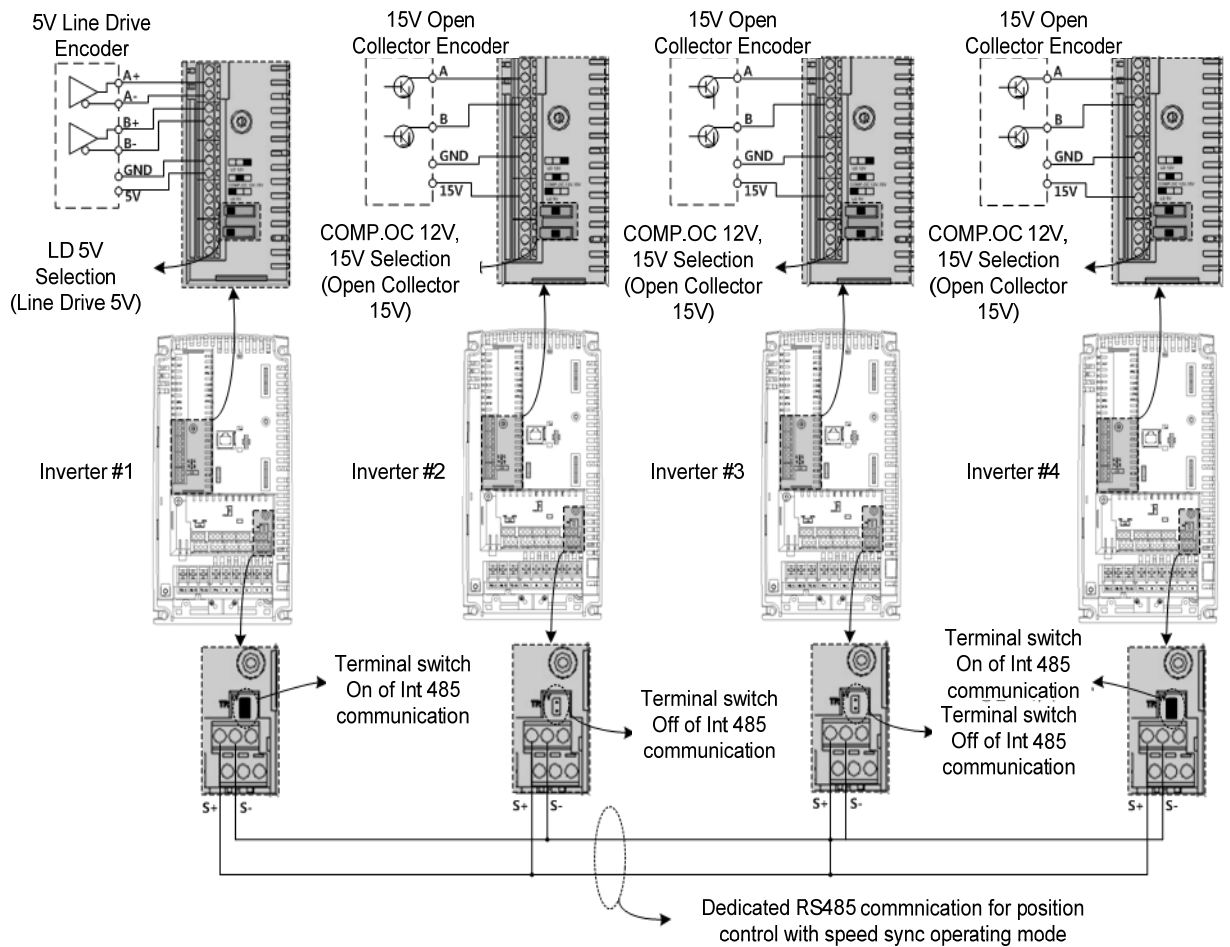 5V Line Drive
Encoder
A+
A-
B+
B-
GND
5V
LD 5V
Selection
(Line Drive 5V)
15V Open
Collector Encoder
A
B
GND
15V
COMP.OC 12V,
15V Selection
(Open Collector
15V)
15V Open
Collector Encoder
A
B
GND
15V
COMP.OC 12V,
15V Selection
(Open Collector
15V)
15V Open
Collector Encoder
A
B
GND
15V
COMP.OC 12V,
15V Selection
(Open Collector
15V)
Inverter #1
Inverter #2
Inverter #3
Inverter #4
Terminal switch
On of Int 485
communication
Terminal switch
Off of Int 485
communication
Terminal switch
On of Int 485
communication
Terminal switch
Off of Int 485
communication
S+ S-
S+ S-
S+ S-
S+ S-
Dedicated RS485 commnication for position
control with speed sync operating mode